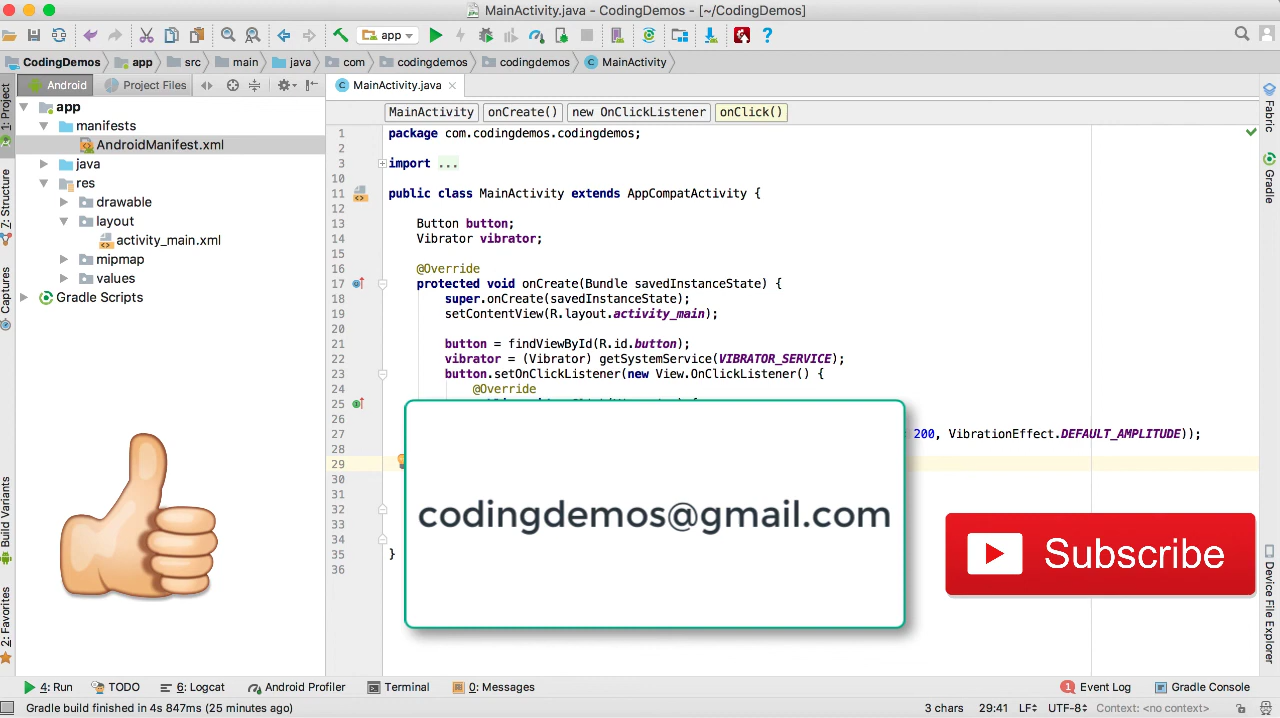 MainActivity.java – CodingDemos – [~/CodingDemos]
app
CodingDemos app src main java com codingdemos codingdemos MainActivity
Android Project Files
MainActivity.java
MainActivity onCreate() new OnClickListener onClick()
1: Project
Z: Structure
Captures
Build Variants
2: Favorites
app
manifests
AndroidManifest.xml
java
res
drawable
layout
activity_main.xml
mipmap
values
Gradle Scripts
1 package com.codingdemos.codingdemos;
2
3 import ...
10
11 public class MainActivity extends AppCompatActivity {
12
13 Button button;
14 Vibrator vibrator;
15
16 @Override
17 protected void onCreate(Bundle savedInstanceState) {
18 super.onCreate(savedInstanceState);
19 setContentView(R.layout.activity_main);
20
21 button = findViewById(R.id.button);
22 vibrator = (Vibrator) getSystemService(VIBRATOR_SERVICE);
23 button.setOnClickListener(new View.OnClickListener() {
24 @Override
25
26
27 200, VibrationEffect.DEFAULT_AMPLITUDE));
28
29
30
31
32
33
34
35 }
36
codingdemos@gmail.com
Subscribe
Fabric
Gradle
Device File Explorer
4: Run TODO 6: Logcat Android Profiler Terminal 0: Messages 1 Event Log Gradle Console
Gradle build finished in 4s 847ms (25 minutes ago) 3 chars 29:41 LF UTF-8 Context: <no context>